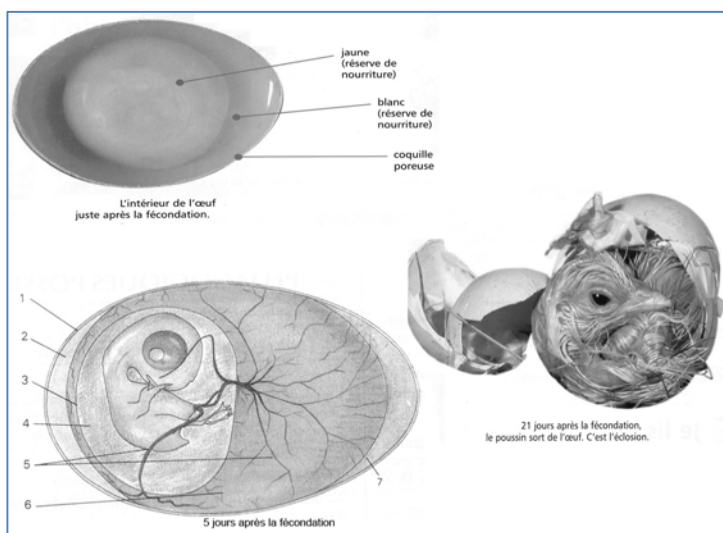 jaune
(réserve de
nourriture)
blanc
(réserve de
nourriture)
coquille
poreuse
L'intérieur de l'œuf
juste après la fécondation.
1
2
3
4
5
6
7
5 jours après la fécondation
21 jours après la fécondation,
le poussin sort de l'œuf. C'est l'éclosion.